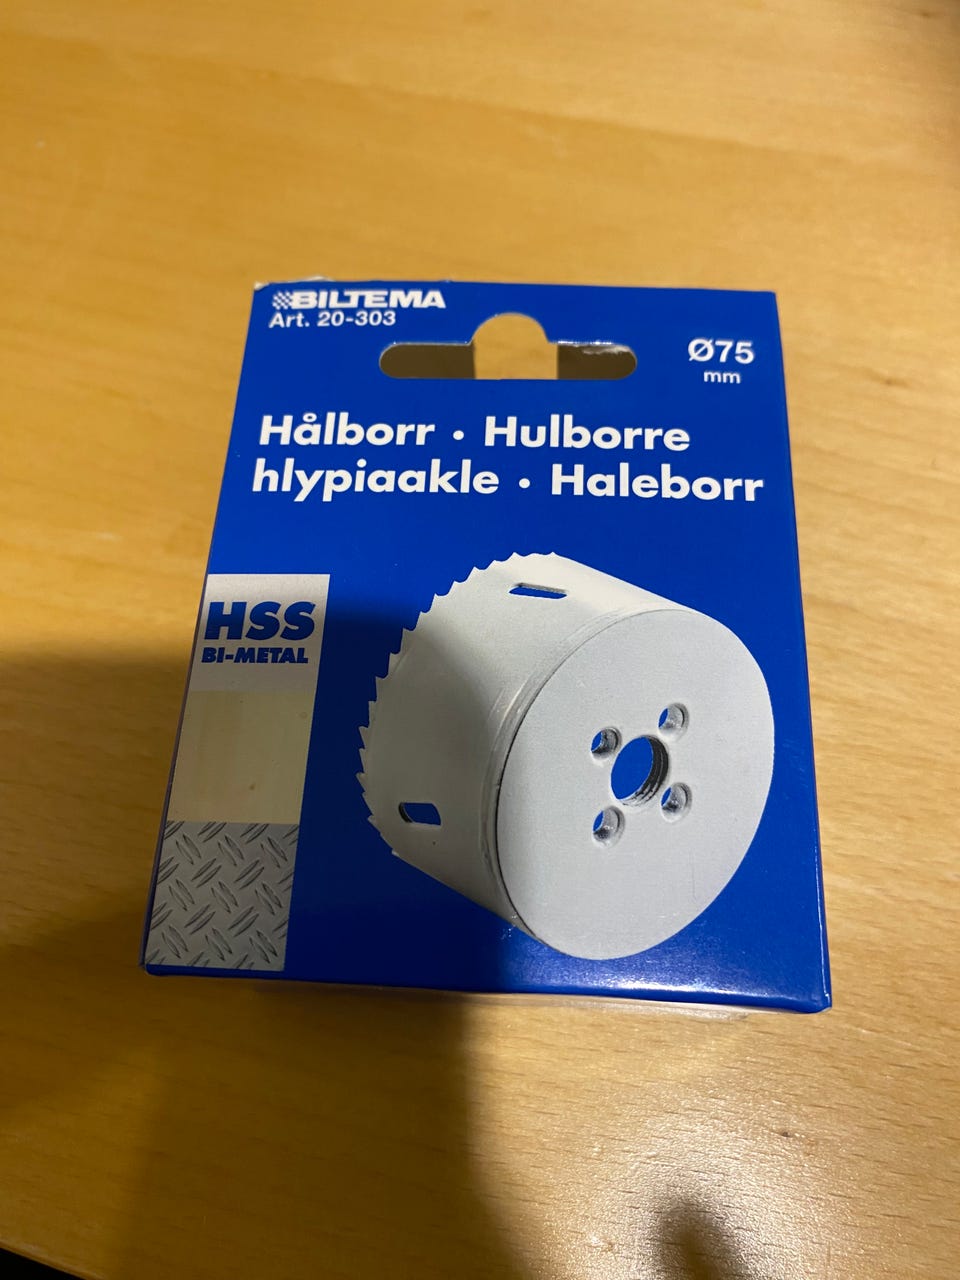 BILTEMA
Art. 20-303
Ø75
mm
Hålborr • Hulborre
hlypiaakle • Haleborr
HSS
BI-METAL